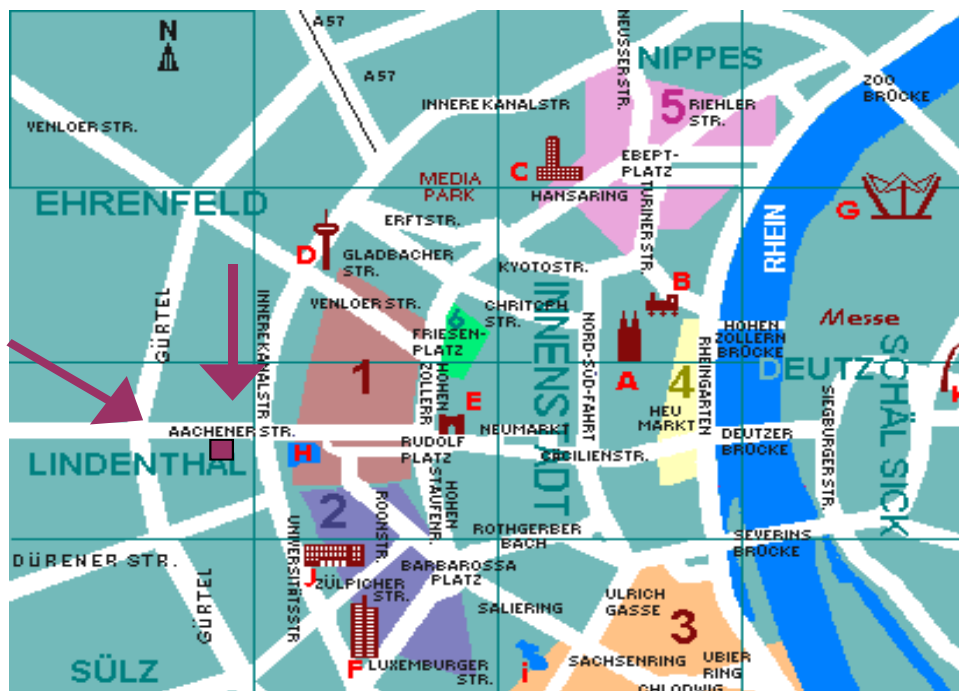 N
A57
A57
NEUSSER STR.
NIPPES
ZOO
BRÜCKE
VENLOER STR.
INNERE KANALSTR
5
RIEHLER
STR.
EBEPT-
PLATZ
C
MEDIA
PARK
HANSARING
EHRENFELD
ERFTSTR.
TURINER STR.
G
RHEIN
D
GLADBACHER
STR.
KYOTOSTR.
B
GÜRTEL
INNERE KANALSTR.
VENLOER STR.
CHRITOPH
STR.
6
FRIESEN-
PLATZ
INNENSTADT
NORD-SÜD-FAHRT
Messe
HOHEN
ZOLLERN
BRÜCKE
RHEINGARTEN
SCHÄL SICK
1
HOHEN
ZOLLERR
A
4
DEUTZ
K
E
HEU
MARKT
SIEGBURGER STR.
AACHENER STR.
RUDOLF
PLATZ
NEUMARKT
DEUTZER
BRÜCKE
H
CÄCILIENSTR.
LINDENTHAL
2
ROONSTR.
HOHEN
STAUFENR.
UNIVERSITÄTSSTR
ROTHGERBER
BACH
SEVERINS
BRÜCKE
DÜRENER STR.
J
ZÜLPICHER
STR.
BARBAROSSA
PLATZ
GÜRTEL
SALIERING
ULRICH
GASSE
3
SÜLZ
F
LUXEMBURGER
STR.
i
SACHSENRING
UBIER
RING
CHLODWIG